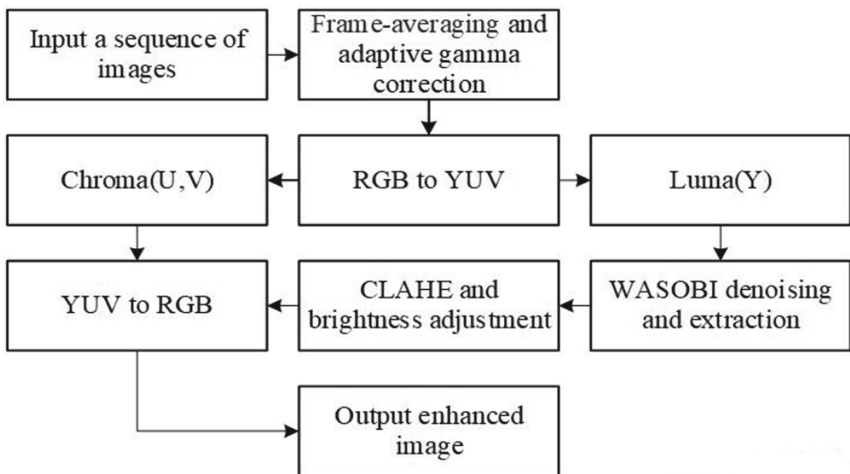 Input a sequence of
images
Frame-averaging and
adaptive gamma
correction
Chroma(U,V)
RGB to YUV
Luma(Y)
YUV to RGB
CLAHE and
brightness adjustment
WASOBI denoising
and extraction
Output enhanced
image